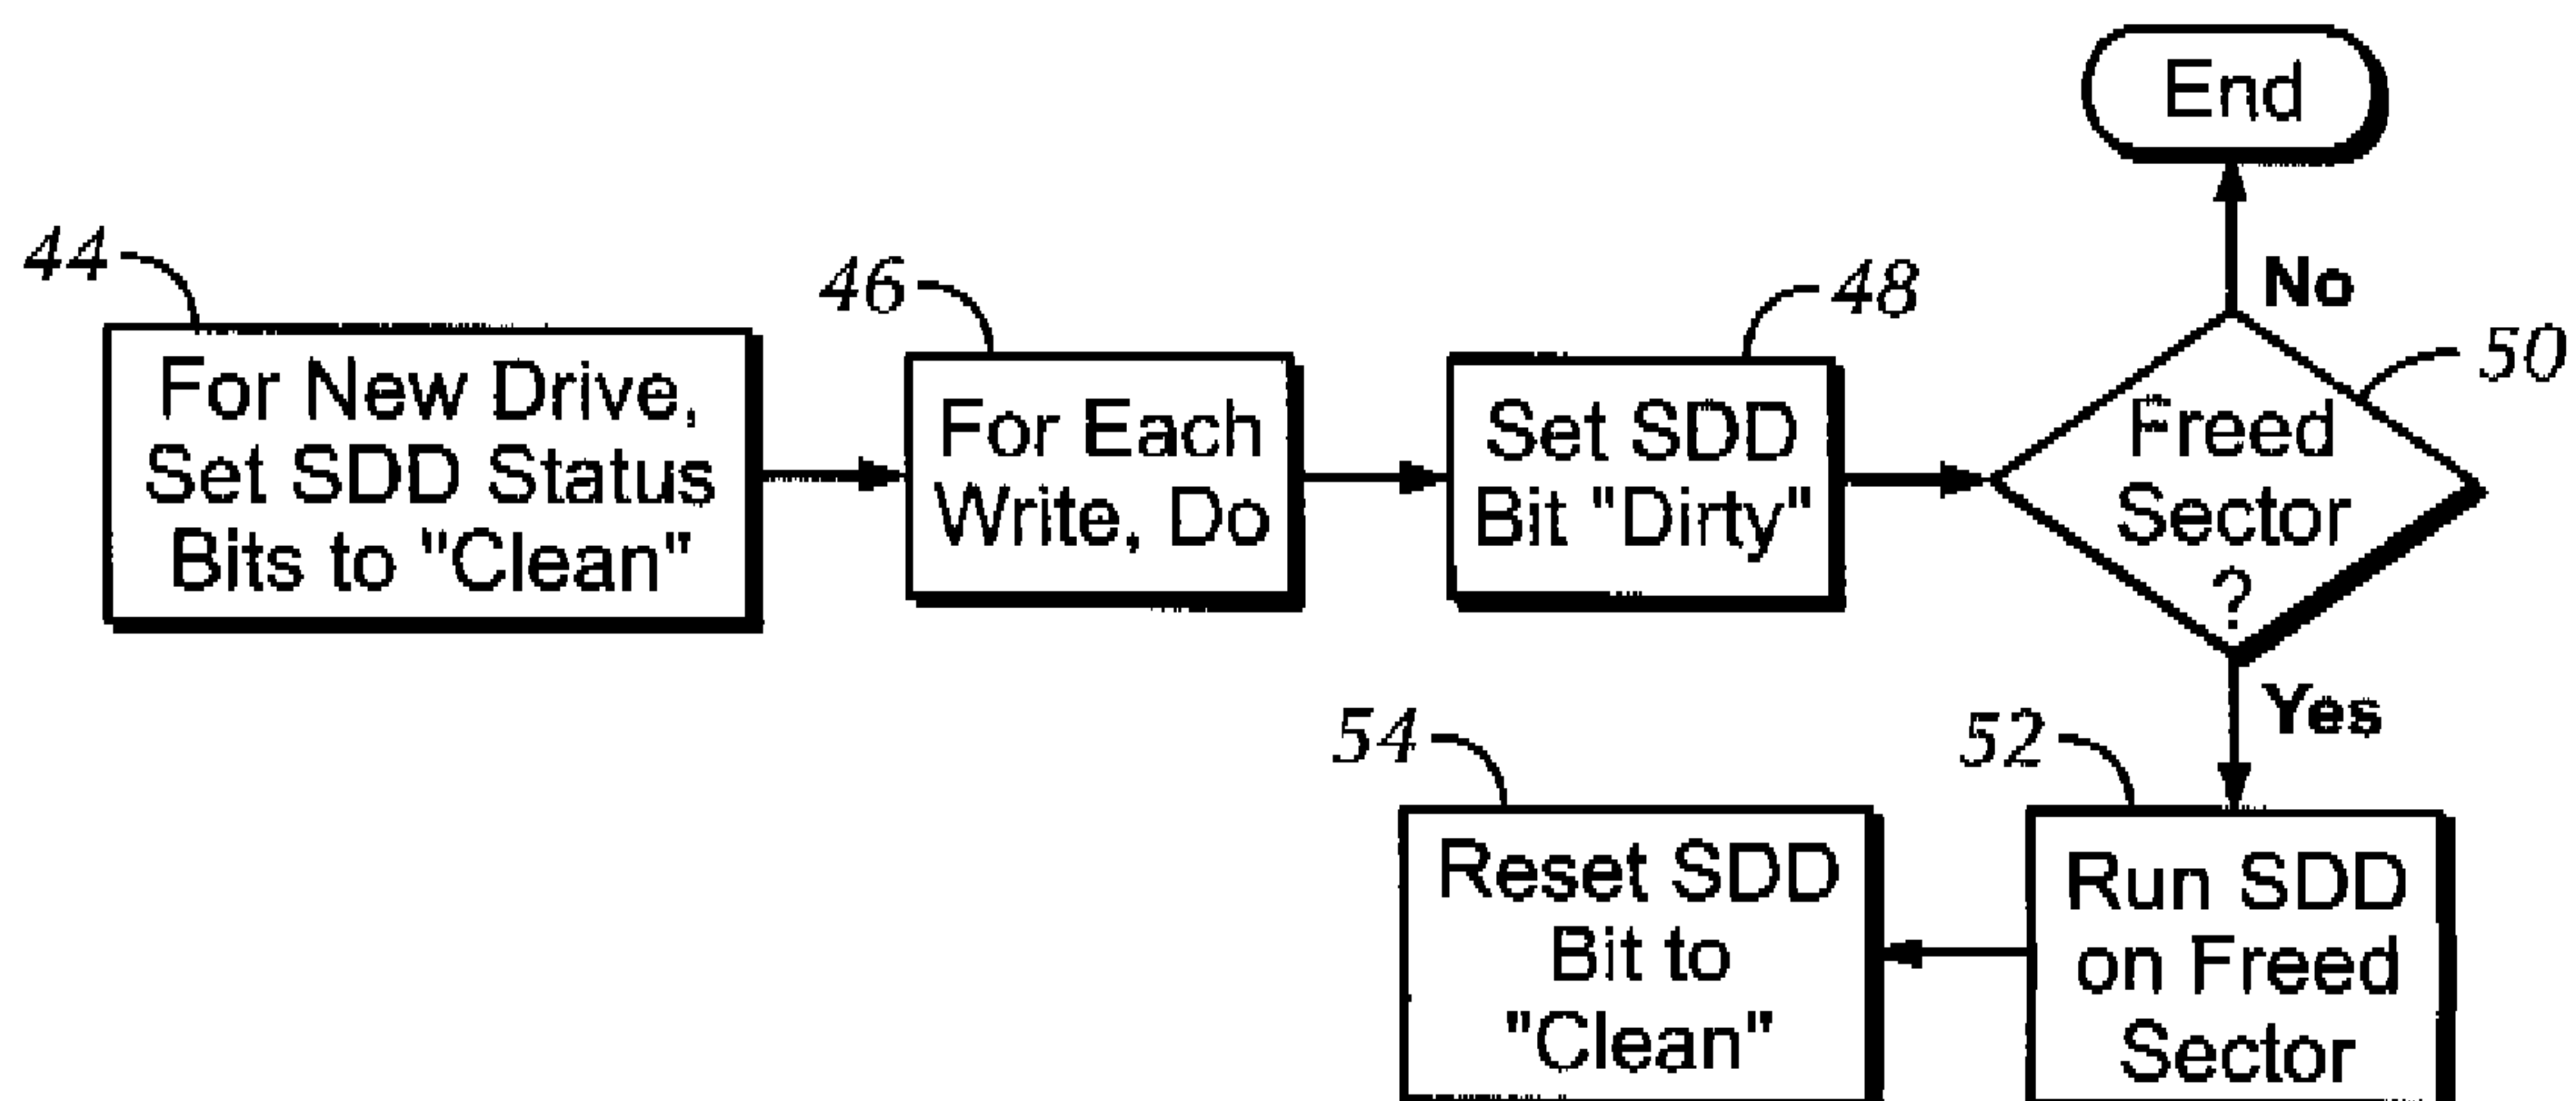 End
44
For New Drive,
Set SDD Status
Bits to "Clean"
46
For Each
Write, Do
48
Set SDD
Bit "Dirty"
No
50
Freed
Sector
?
Yes
54
Reset SDD
Bit to
"Clean"
52
Run SDD
on Freed
Sector